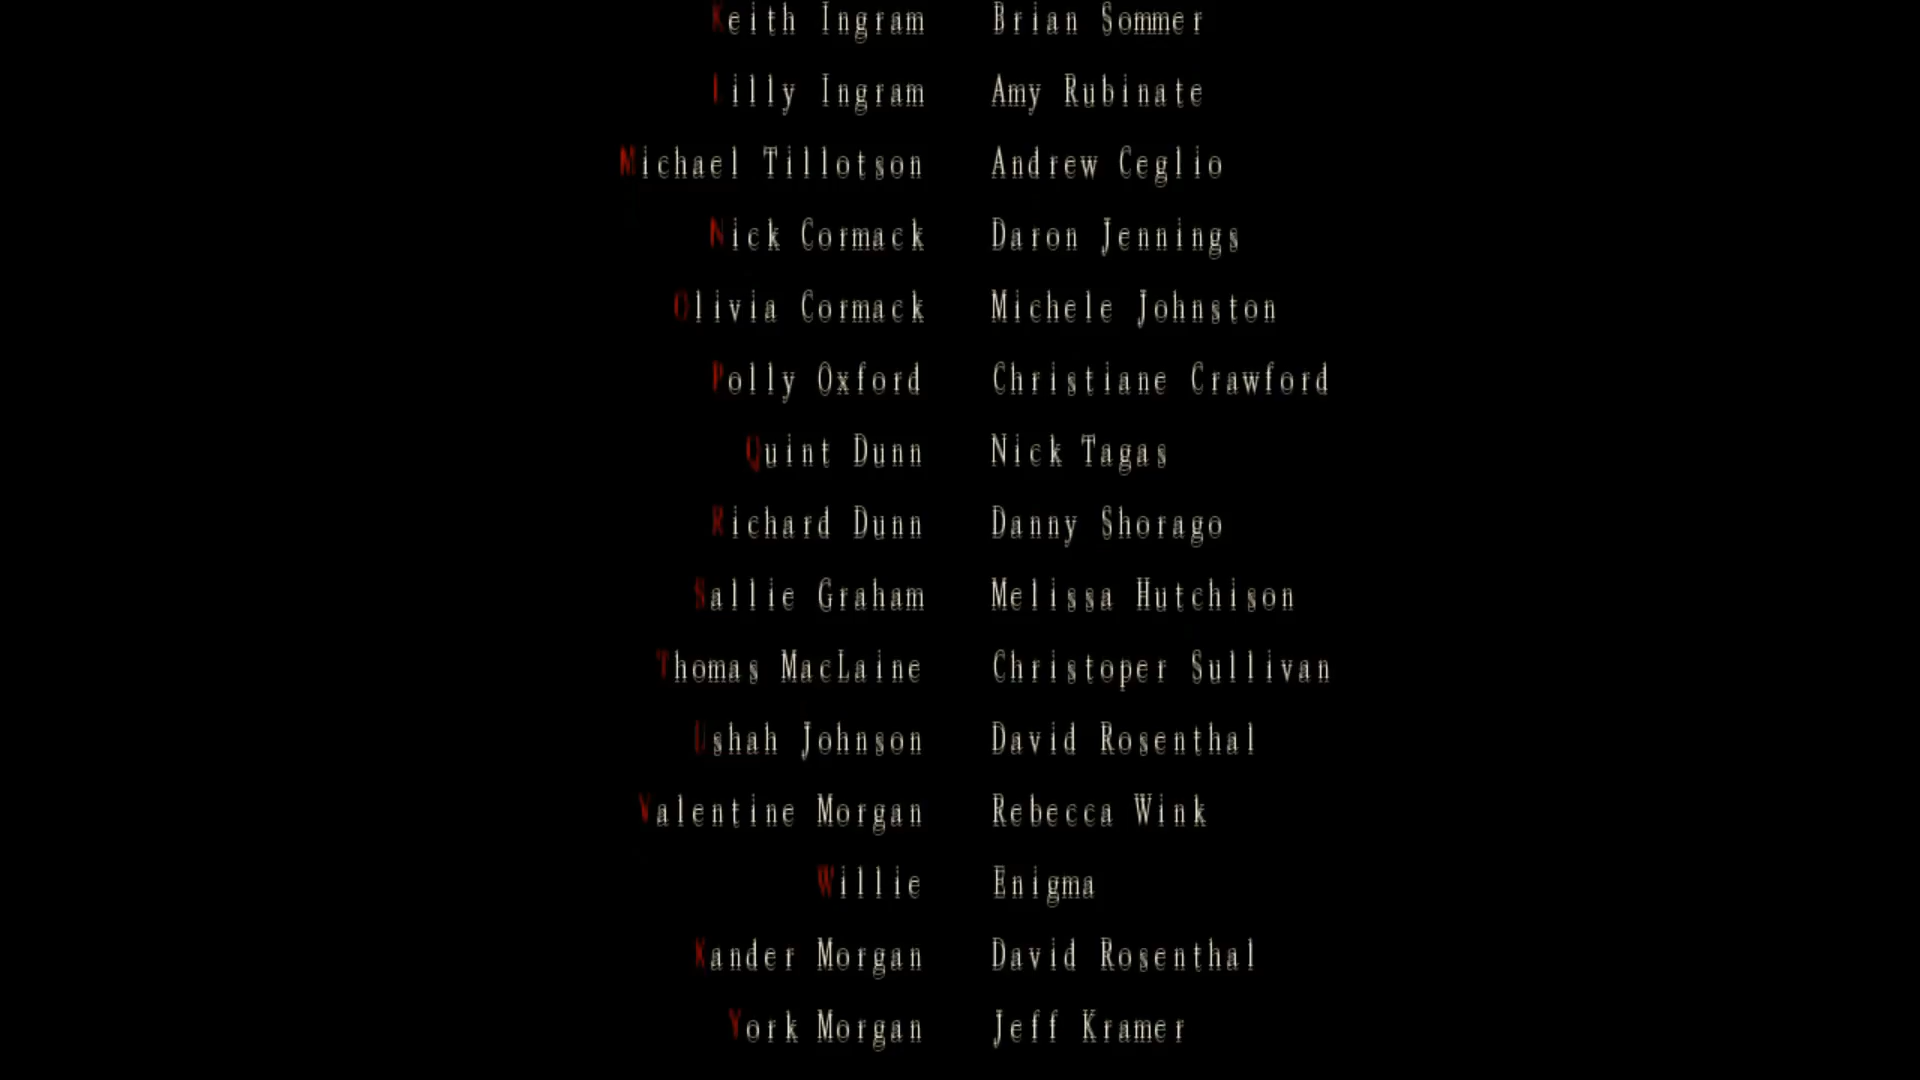 Keith Ingram Brian Sommer
Lilly Ingram Amy Rubinate
Michael Tillotson Andrew Ceglio
Nick Cormack Daron Jennings
Olivia Cormack Michele Johnston
Polly Oxford Christiane Crawford
Quint Dunn Nick Tagas
Richard Dunn Danny Shorago
Sallie Graham Melissa Hutchison
Thomas MacLaine Christoper Sullivan
Ushah Johnson David Rosenthal
Valentine Morgan Rebecca Wink
Willie Enigma
Xander Morgan David Rosenthal
York Morgan Jeff Kramer